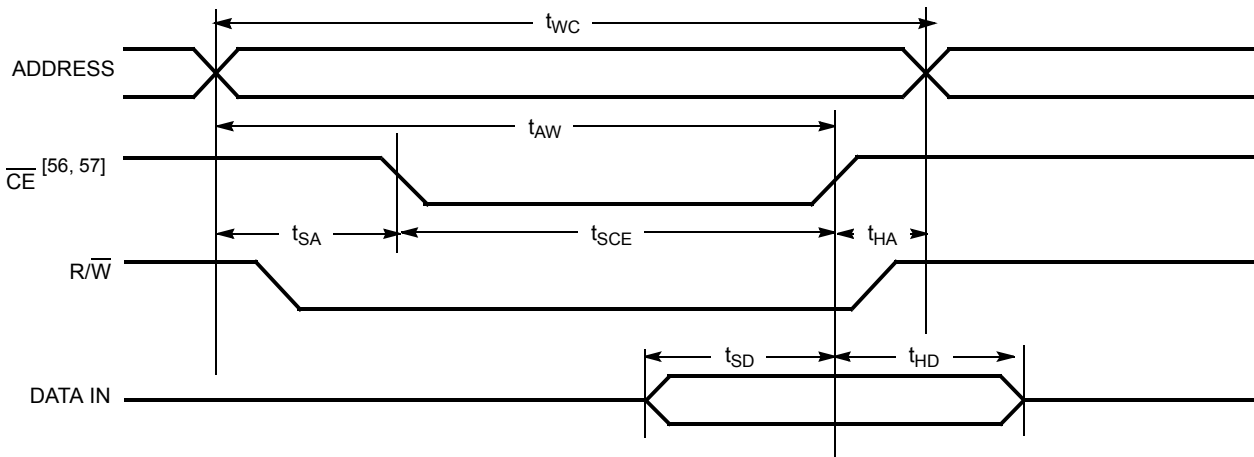 tWC
ADDRESS
tAW
CE [56, 57]
tSA
tSCE
tHA
R/W
tSD
tHD
DATA IN